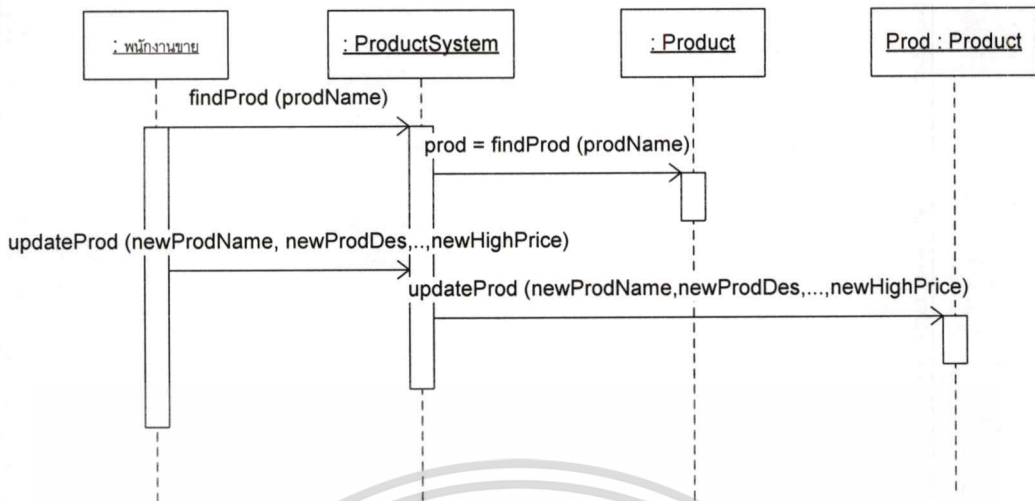 : พนักงานขาย
: ProductSystem
: Product
Prod : Product
findProd (prodName)
prod = findProd (prodName)
updateProd (newProdName, newProdDes,..,newHighPrice)
updateProd (newProdName,newProdDes,...,newHighPrice)